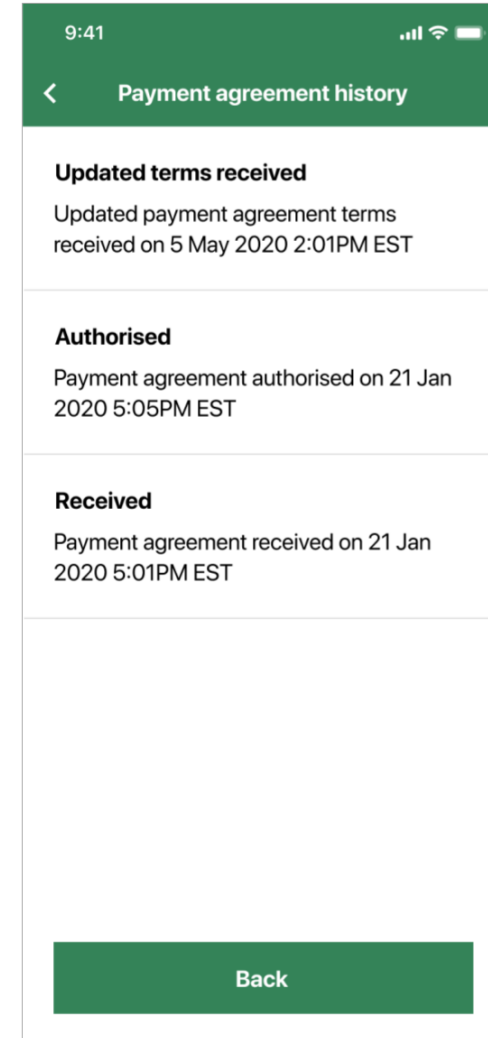 9:41
Payment agreement history
Updated terms received
Updated payment agreement terms
received on 5 May 2020 2:01PM EST
Authorised
Payment agreement authorised on 21 Jan
2020 5:05PM EST
Received
Payment agreement received on 21 Jan
2020 5:01PM EST
Back